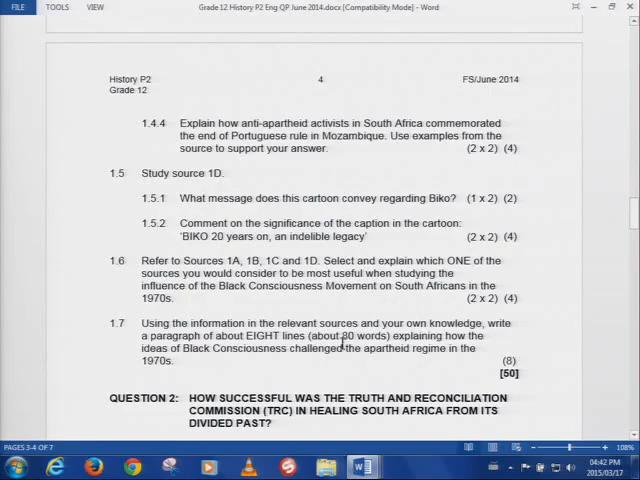 Grade 12 History P2 Eng QP June 2014.docx [Compatibility Mode] - Word
FILE TOOLS VIEW
History P2 4 FS/June 2014
Grade 12
1.4.4 Explain how anti-apartheid activists in South Africa commemorated
the end of Portuguese rule in Mozambique. Use examples from the
source to support your answer. (2 x 2) (4)
1.5 Study source 1D.
1.5.1 What message does this cartoon convey regarding Biko? (1 x 2) (2)
1.5.2 Comment on the significance of the caption in the cartoon:
'BIKO 20 years on, an indelible legacy' (2 x 2) (4)
1.6 Refer to Sources 1A, 1B, 1C and 1D. Select and explain which ONE of the
sources you would consider to be most useful when studying the
influence of the Black Consciousness Movement on South Africans in the
1970s. (2 x 2) (4)
1.7 Using the information in the relevant sources and your own knowledge, write
a paragraph of about EIGHT lines (about 80 words) explaining how the
ideas of Black Consciousness challenged the apartheid regime in the
1970s. (8)
[50]
QUESTION 2: HOW SUCCESSFUL WAS THE TRUTH AND RECONCILIATION
COMMISSION (TRC) IN HEALING SOUTH AFRICA FROM ITS
DIVIDED PAST?
PAGES 3-4 OF 7 108%
04:42 PM
2015/03/17